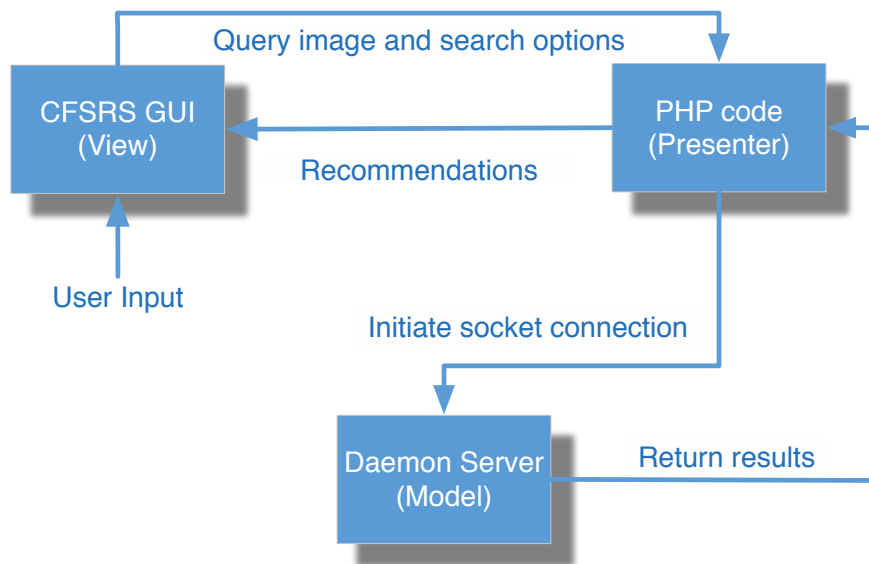 Query image and search options
CFSRS GUI
(View)
PHP code
(Presenter)
Recommendations
User Input
Initiate socket connection
Daemon Server
(Model)
Return results